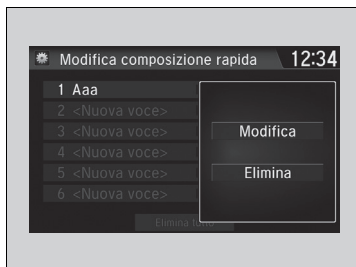 Modifica composizione rapida 12:34
1 Aaa
2 <Nuova voce>
3 <Nuova voce>
4 <Nuova voce>
5 <Nuova voce>
6 <Nuova voce>
Modifica
Elimina
Elimina tutto